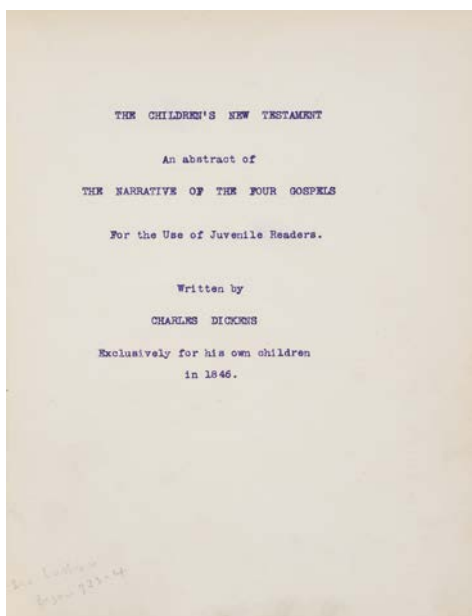 THE CHILDREN'S NEW TESTAMENT
An abstract of
THE NARRATIVE OF THE FOUR GOSPELS
For the Use of Juvenile Readers.
Written by
CHARLES DICKENS
Exclusively for his own children
in 1846.